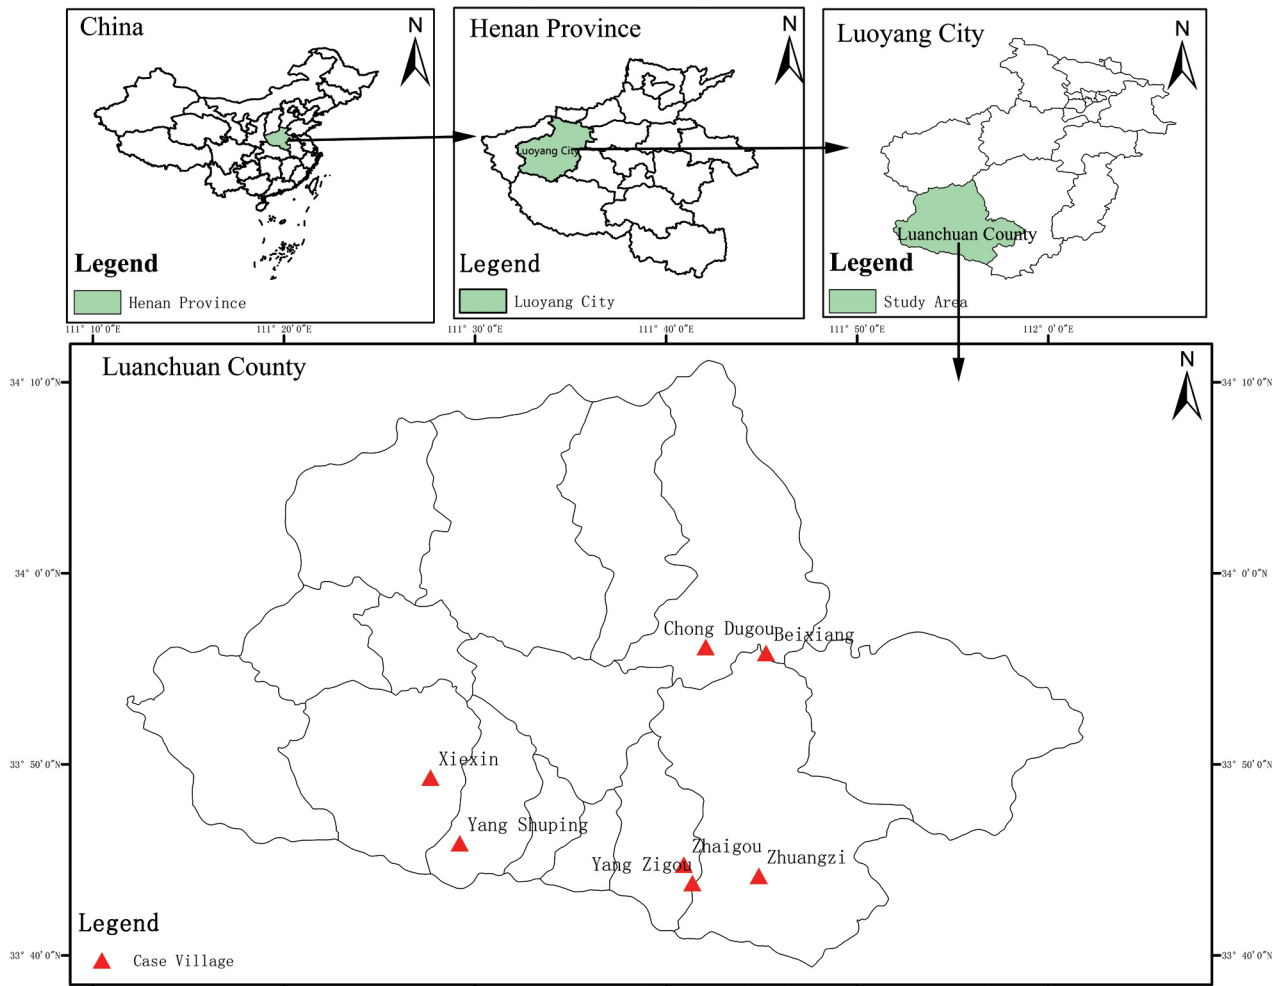 China
N
Legend
Henan Province
Henan Province
N
Luoyang City
Legend
Luoyang City
Luoyang City
N
Luanchuan County
Legend
Study Area
111° 10'0"E
111° 20'0"E
111° 30'0"E
111° 40'0"E
111° 50'0"E
112° 0'0"E
Luanchuan County
N
34° 10'0"N
34° 10'0"N
34° 0'0"N
34° 0'0"N
Chong Dugou
Beixiang
33° 50'0"N
Xiexin
33° 50'0"N
Yang Shuping
Zhaigou
Yang Zigou
Zhuangzi
Legend
Case Village
33° 40'0"N
33° 40'0"N